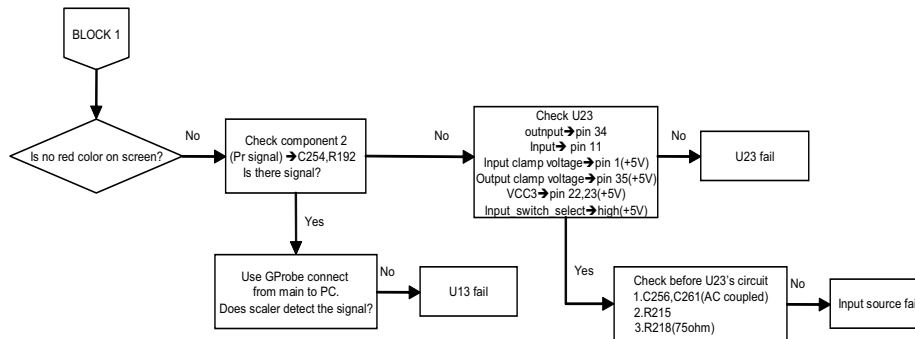 BLOCK 1
Is no red color on screen?
No
Check component 2
(Pr signal) ➔C254,R192
Is there signal?
No
Check U23
outnput➔pin 34
Input➔ pin 11
Input clamp voltage➔pin 1(+5V)
Output clamp voltage➔pin 35(+5V)
VCC3➔pin 22,23(+5V)
Input_switch_select➔high(+5V)
No
U23 fail
Yes
Use GProbe connect
from main to PC.
Does scaler detect the signal?
No
U13 fail
Yes
Check before U23's circuit
1.C256,C261(AC coupled)
2.R215
3.R218(75ohm)
No
Input source fail